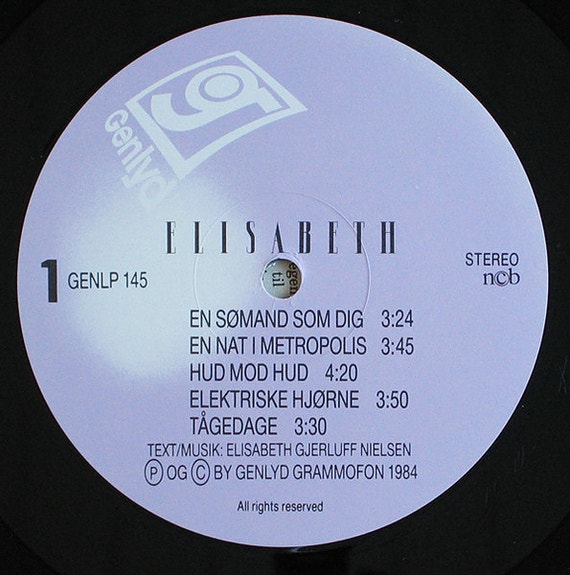 g
Genlyd
ELISABETH
1 GENLP 145
STEREO
ncb
egen
til
EN SØMAND SOM DIG 3:24
EN NAT I METROPOLIS 3:45
HUD MOD HUD 4:20
ELEKTRISKE HJØRNE 3:50
TÅGEDAGE 3:30
TEXT/MUSIK: ELISABETH GJERLUFF NIELSEN
Ⓟ OG Ⓒ BY GENLYD GRAMMOFON 1984
All rights reserved